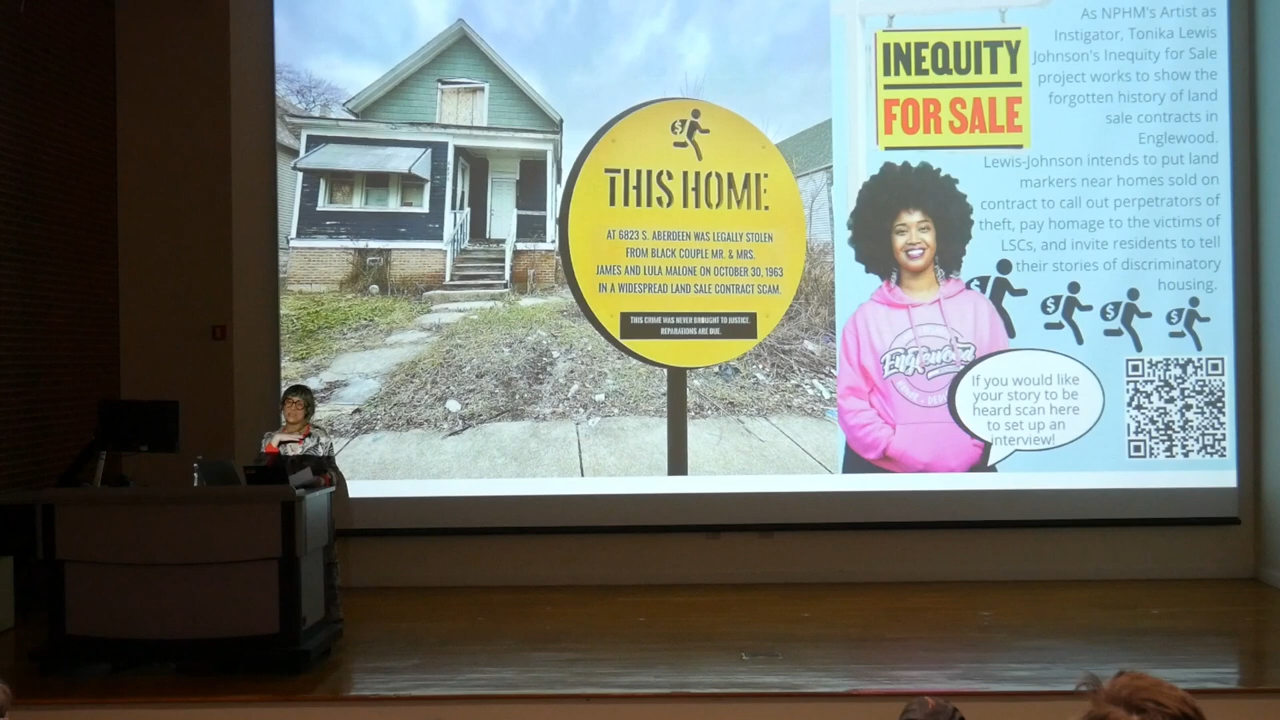 THIS HOME
AT 6823 S. ABERDEEN WAS LEGALLY STOLEN
FROM BLACK COUPLE MR. & MRS.
JAMES AND LULA MALONE ON OCTOBER 30, 1963
IN A WIDESPREAD LAND SALE CONTRACT SCAM.
THIS CRIME WAS NEVER BROUGHT TO JUSTICE.
REPARATIONS ARE DUE.
INEQUITY
FOR SALE
As NPHM's Artist as
Instigator, Tonika Lewis
Johnson's Inequity for Sale
project works to show the
forgotten history of land
sale contracts in
Englewood.
Lewis-Johnson intends to put land
markers near homes sold on
contract to call out perpetrators of
theft, pay homage to the victims of
LSCs, and invite residents to tell
their stories of discriminatory
housing.
$
$
$
$
$
Englewood
If you would like
your story to be
heard scan here
to set up an
interview!